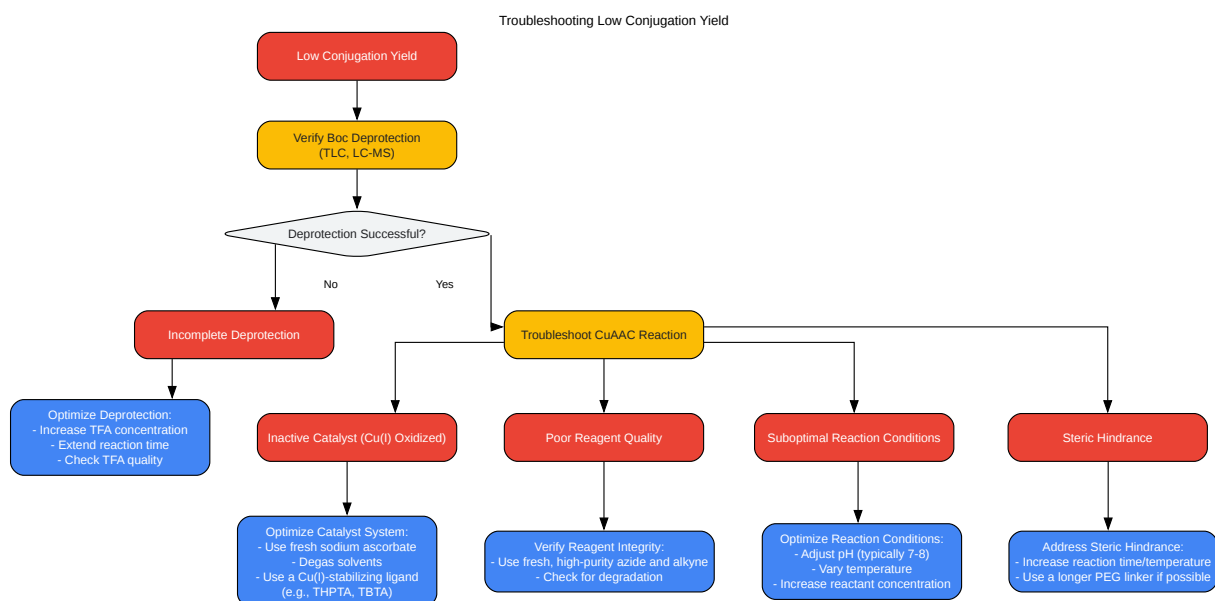 Troubleshooting Low Conjugation Yield
Low Conjugation Yield
Verify Boc Deprotection
(TLC, LC-MS)
Deprotection Successful?
No
Yes
Incomplete Deprotection
Troubleshoot CuAAC Reaction
Optimize Deprotection:
- Increase TFA concentration
- Extend reaction time
- Check TFA quality
Inactive Catalyst (Cu(I) Oxidized)
Poor Reagent Quality
Suboptimal Reaction Conditions
Steric Hindrance
Optimize Catalyst System:
- Use fresh sodium ascorbate
- Degas solvents
- Use a Cu(I)-stabilizing ligand
(e.g., THPTA, TBTA)
Verify Reagent Integrity:
- Use fresh, high-purity azide and alkyne
- Check for degradation
Optimize Reaction Conditions:
- Adjust pH (typically 7-8)
- Vary temperature
- Increase reactant concentration
Address Steric Hindrance:
- Increase reaction time/temperature
- Use a longer PEG linker if possible